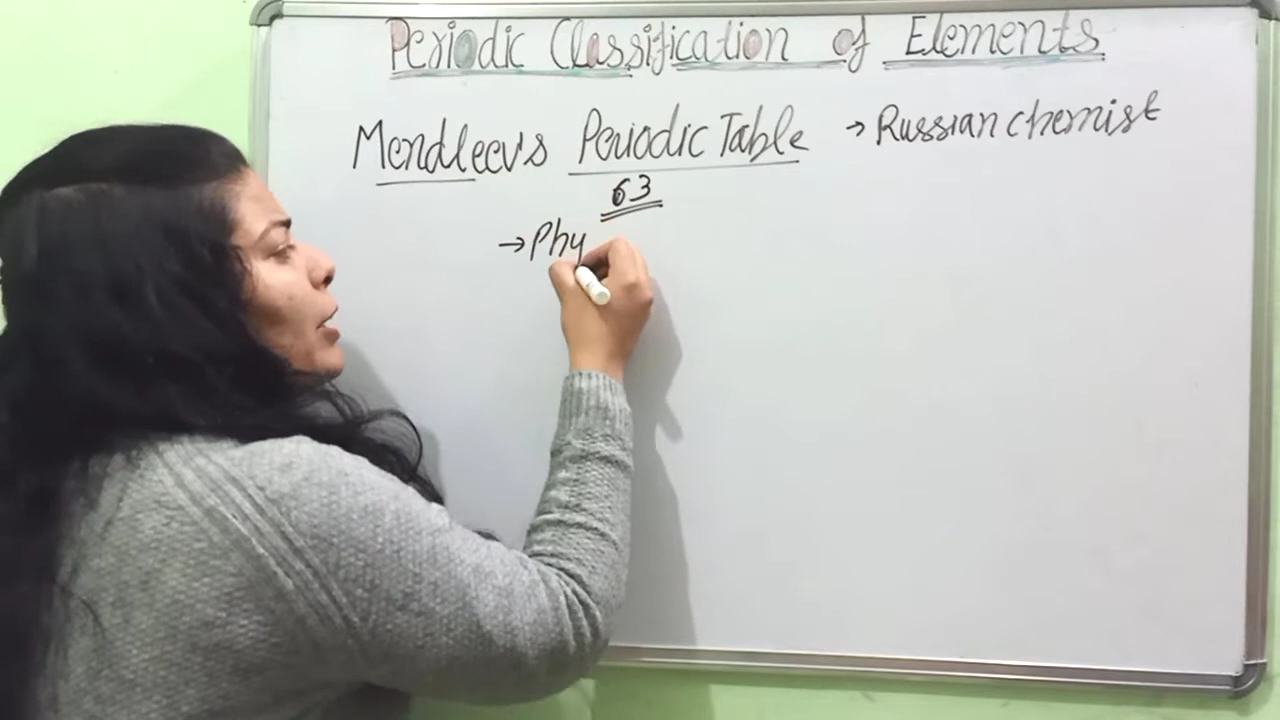 Periodic Classification of Elements
Mendleev's Periodic Table → Russian chemist
63
→ Phy